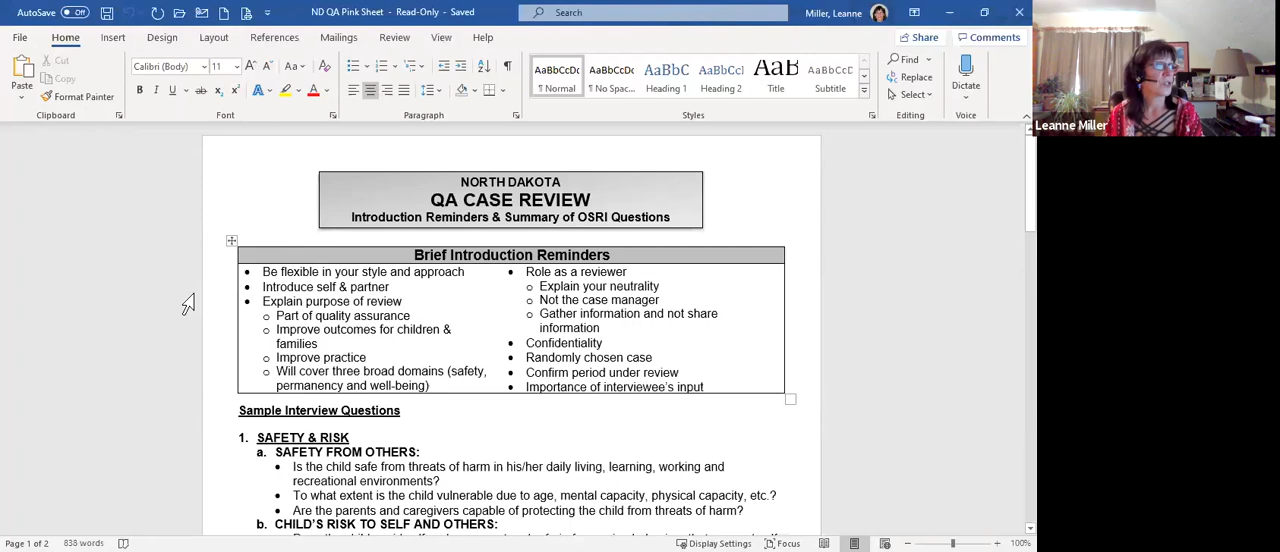 AutoSave Off ND QA Pink Sheet - Read-Only - Saved Search Miller, Leanne
File Home Insert Design Layout References Mailings Review View Help Share Comments
Cut
Copy
Paste Format Painter
Calibri (Body) 11
AaBbCcDc AaBbCcDc AaBbC AaBbCcl AaB AaBbCcD
¶ Normal ¶ No Spac... Heading 1 Heading 2 Title Subtitle
Find
Replace
Select
Dictate
Clipboard Font Paragraph Styles Editing Voice
Leanne Miller
NORTH DAKOTA
QA CASE REVIEW
Introduction Reminders & Summary of OSRI Questions
Brief Introduction Reminders
• Be flexible in your style and approach
• Introduce self & partner
• Explain purpose of review
o Part of quality assurance
o Improve outcomes for children &
families
o Improve practice
o Will cover three broad domains (safety,
permanency and well-being)
• Role as a reviewer
o Explain your neutrality
o Not the case manager
o Gather information and not share
information
• Confidentiality
• Randomly chosen case
• Confirm period under review
• Importance of interviewee's input
Sample Interview Questions
1. SAFETY & RISK
a. SAFETY FROM OTHERS:
• Is the child safe from threats of harm in his/her daily living, learning, working and
recreational environments?
• To what extent is the child vulnerable due to age, mental capacity, physical capacity, etc.?
• Are the parents and caregivers capable of protecting the child from threats of harm?
b. CHILD'S RISK TO SELF AND OTHERS:
Page 1 of 2 838 words Display Settings Focus 100%